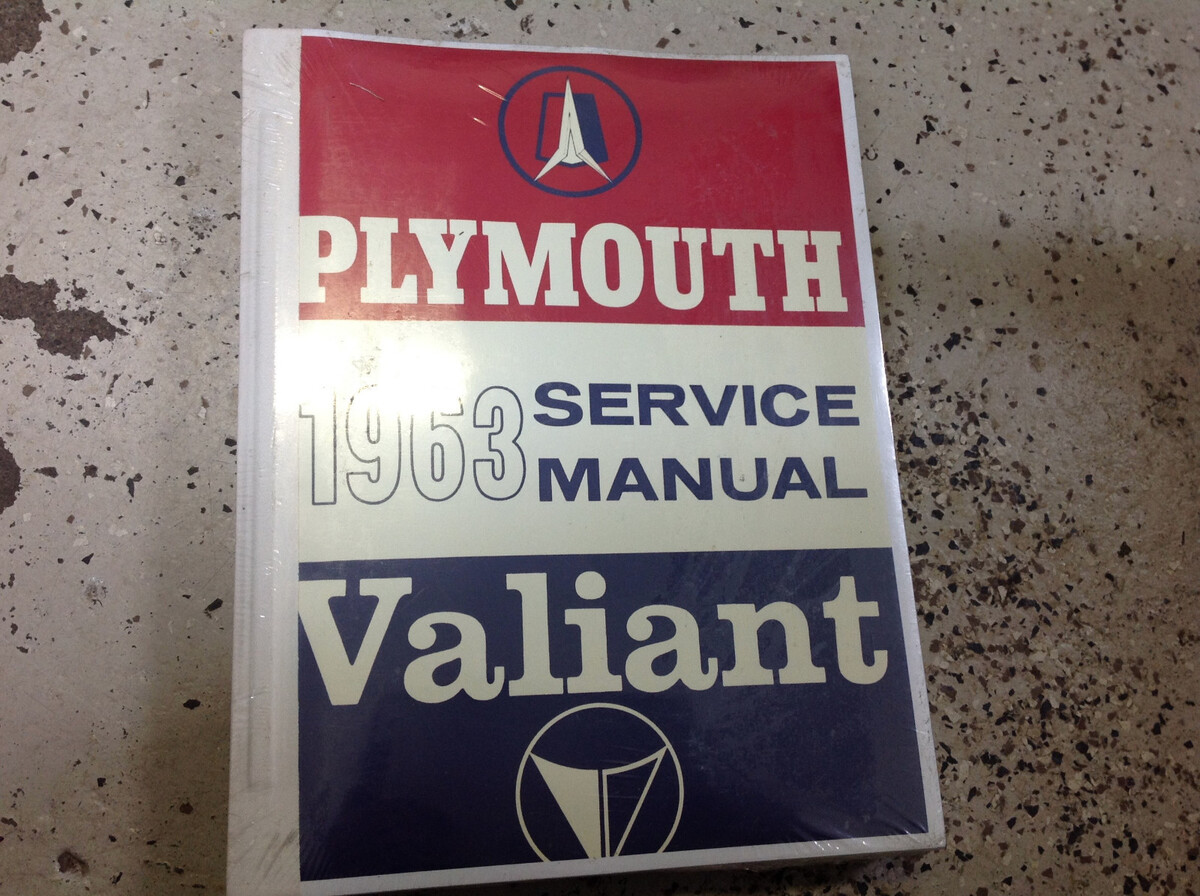 PLYMOUTH
1963 SERVICE
MANUAL
Valiant